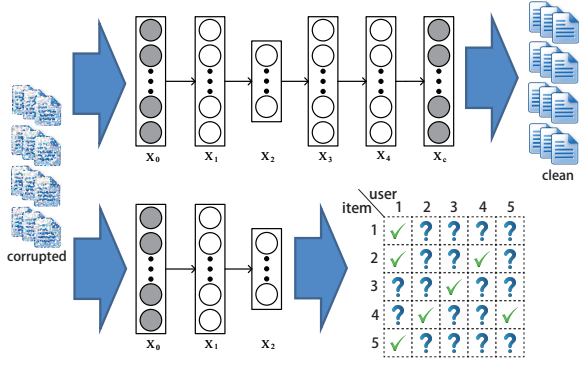 X₀ X₁ X₂ X₃ X₄ X꜀
clean
corrupted
X₀ X₁ X₂
user
item
1 2 3 4 5
1 ✓ ? ? ? ?
2 ✓ ? ? ✓ ?
3 ? ? ✓ ? ?
4 ? ✓ ? ? ✓
5 ✓ ? ? ? ?